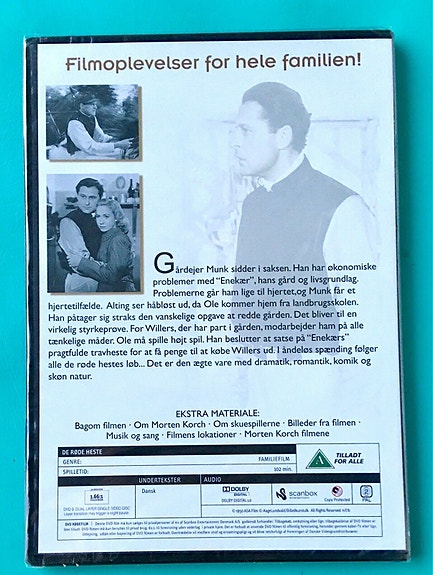 Filmoplevelser for hele familien!
Gårdejer Munk sidder i saksen. Han har økonomiske
problemer med "Enekær", hans gård og livsgrundlag.
Problemerne går ham lige til hjertet,og Munk får et
hjertetilfælde. Alting ser håbløst ud, da Ole kommer hjem fra landbrugsskolen.
Han påtager sig straks den vanskelige opgave at redde gården. Det bliver til en
virkelig styrkeprøve. For Willers, der har part i gården, modarbejder ham på alle
tænkelige måder. Ole må spille højt spil. Han beslutter at satse på "Enekærs"
pragtfulde travheste for at få penge til at købe Willers ud. I åndeløs spænding følger
alle de røde hestes løb... Det er den ægte vare med dramatik, romantik, komik og
skøn natur.
EKSTRA MATERIALE:
Bagom filmen · Om Morten Korch · Om skuespillerne · Billeder fra filmen ·
Musik og sang · Filmens lokationer · Morten Korch filmene
DE RØDE HESTE
GENRE: FAMILIEFILM
SPILLETID: 102 min.
TILLADT
FOR ALLE
UNDERTEKSTER AUDIO
1.66:1 Dansk DOLBY
DIGITAL
scanbox Copy Protected 2
PAL